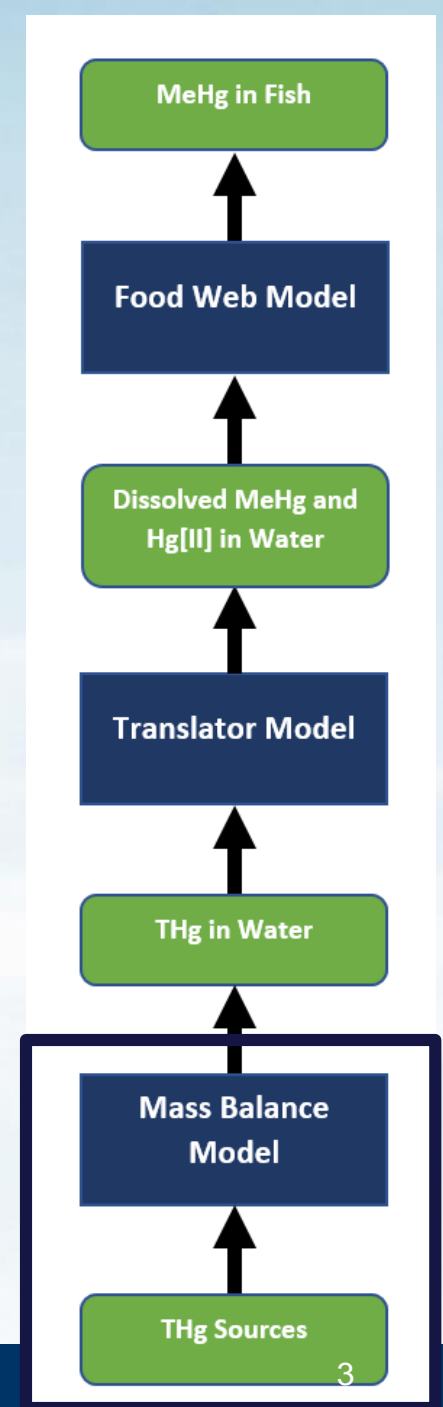 MeHg in Fish
Food Web Model
Dissolved MeHg and
Hg[II] in Water
Translator Model
THg in Water
Mass Balance
Model
THg Sources
3